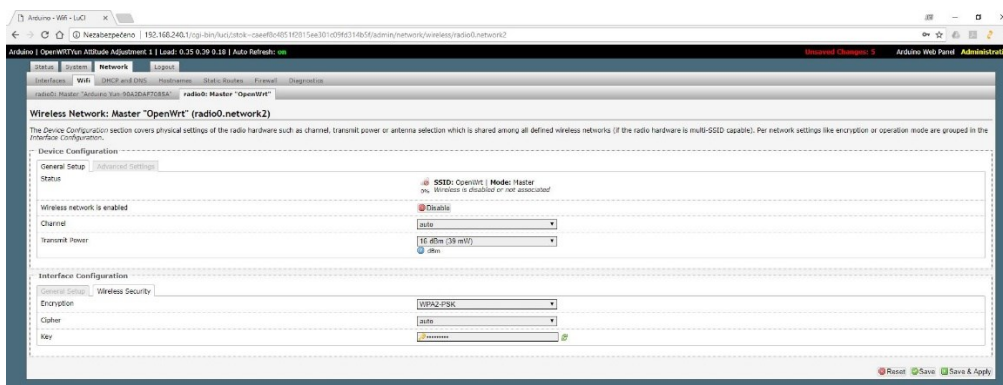 Arduino - Wifi - LuCI
Nezabezpečeno | 192.168.240.1/cgi-bin/luci/;stok=caeef8c4851f2815ee301c09fd314b5f/admin/network/wireless/radio0.network2
Arduino | OpenWRTYun Attitude Adjustment 1 | Load: 0.35 0.39 0.18 | Auto Refresh: on
Unsaved Changes: 5 Arduino Web Panel Administrati
Status System Network Logout
Interfaces Wifi DHCP and DNS Hostnames Static Routes Firewall Diagnostics
radio0: Master "Arduino Yun-90A2DAF7088A" radio0: Master "OpenWrt"
Wireless Network: Master "OpenWrt" (radio0.network2)
The Device Configuration section covers physical settings of the radio hardware such as channel, transmit power or antenna selection which is shared among all defined wireless networks (if the radio hardware is multi-SSID capable). Per network settings like encryption or operation mode are grouped in the
Interface Configuration.
Device Configuration
General Setup Advanced Settings
Status
SSID: OpenWrt | Mode: Master
0% Wireless is disabled or not associated
Wireless network is enabled Disable
Channel auto
Transmit Power 16 dBm (39 mW)
dBm
Interface Configuration
General Setup Wireless Security
Encryption WPA2-PSK
Cipher auto
Key •••••••••
Reset Save Save & Apply